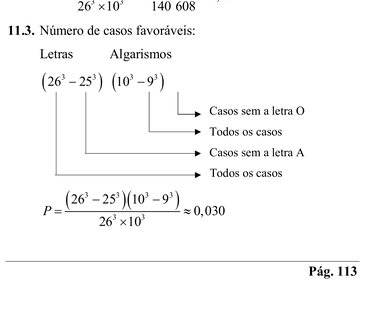 26³ ×10³ 140 608
11.3. Número de casos favoráveis:
Letras Algarismos
(26³ − 25³) (10³ − 9³)
Casos sem a letra O
Todos os casos
Casos sem a letra A
Todos os casos
P = (26³ − 25³)(10³ − 9³) / 26³ ×10³ ≈ 0,030
Pág. 113